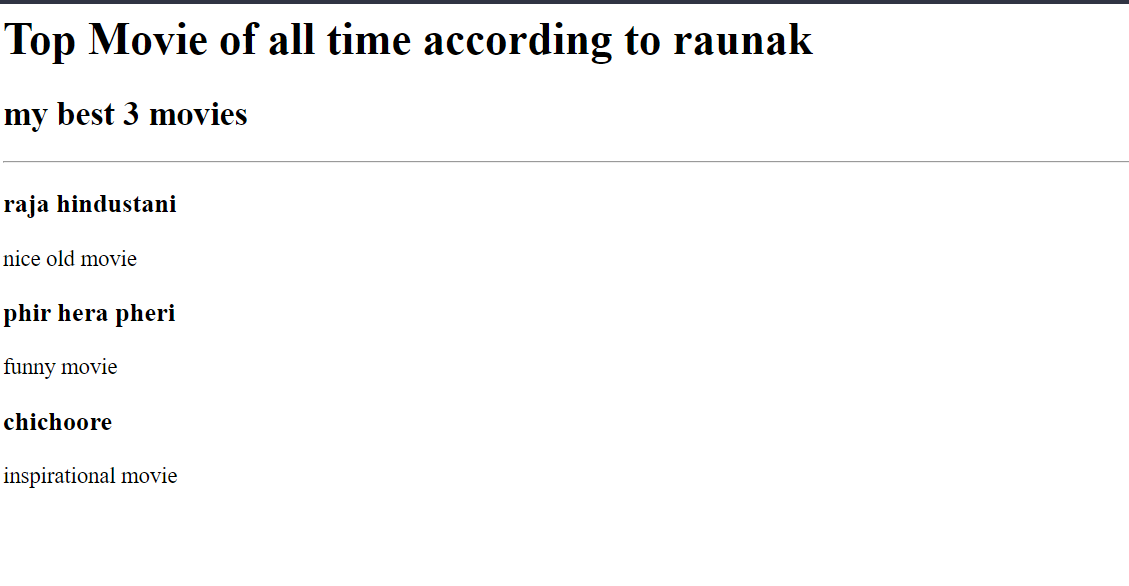 Top Movie of all time according to raunak
my best 3 movies
raja hindustani
nice old movie
phir hera pheri
funny movie
chichoore
inspirational movie